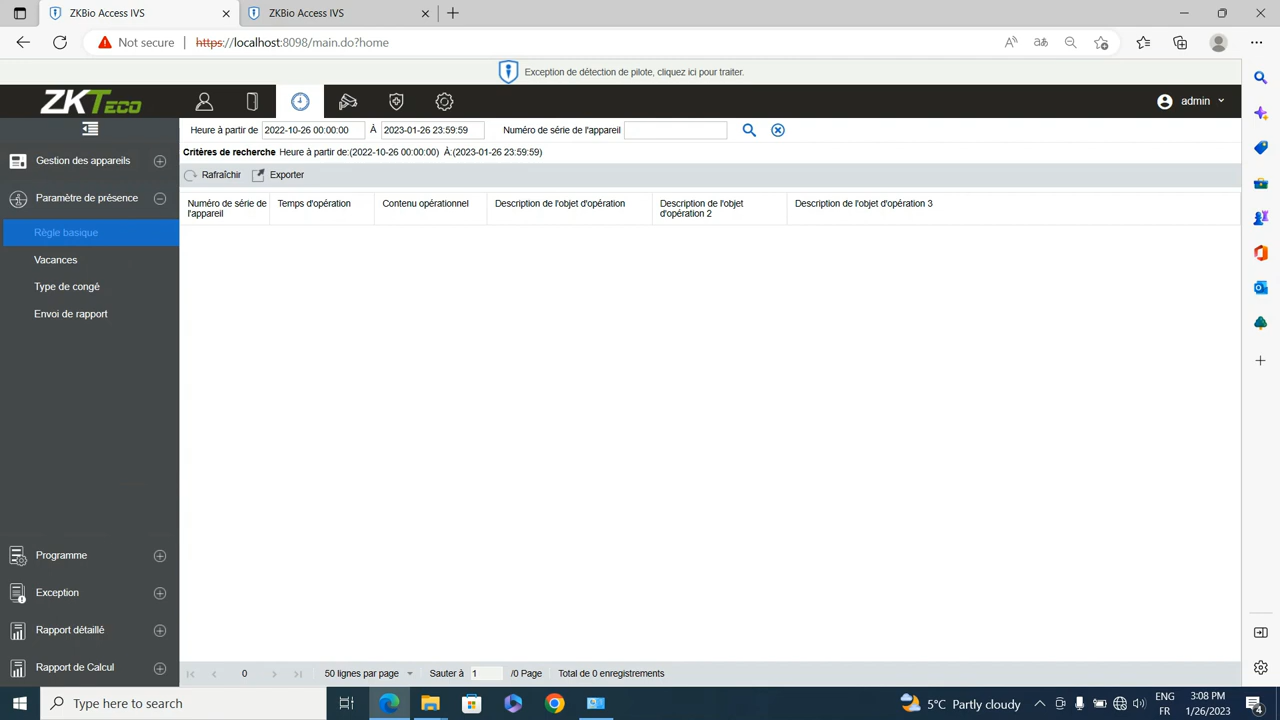 ZKBio Access IVS
ZKBio Access IVS
Not secure
https://localhost:8098/main.do?home
Exception de détection de pilote, cliquez ici pour traiter.
ZKTECO
admin
Heure à partir de 2022-10-26 00:00:00 À 2023-01-26 23:59:59 Numéro de série de l'appareil
Critères de recherche Heure à partir de:(2022-10-26 00:00:00) À:(2023-01-26 23:59:59)
Rafraîchir Exporter
Numéro de série de l'appareil
Temps d'opération
Contenu opérationnel
Description de l'objet d'opération
Description de l'objet d'opération 2
Description de l'objet d'opération 3
Gestion des appareils
Paramètre de présence
Règle basique
Vacances
Type de congé
Envoi de rapport
Programme
Exception
Rapport détaillé
Rapport de Calcul
0 50 lignes par page Sauter à 1 /0 Page Total de 0 enregistrements
Type here to search
5°C Partly cloudy
ENG
FR
3:08 PM
1/26/2023
4